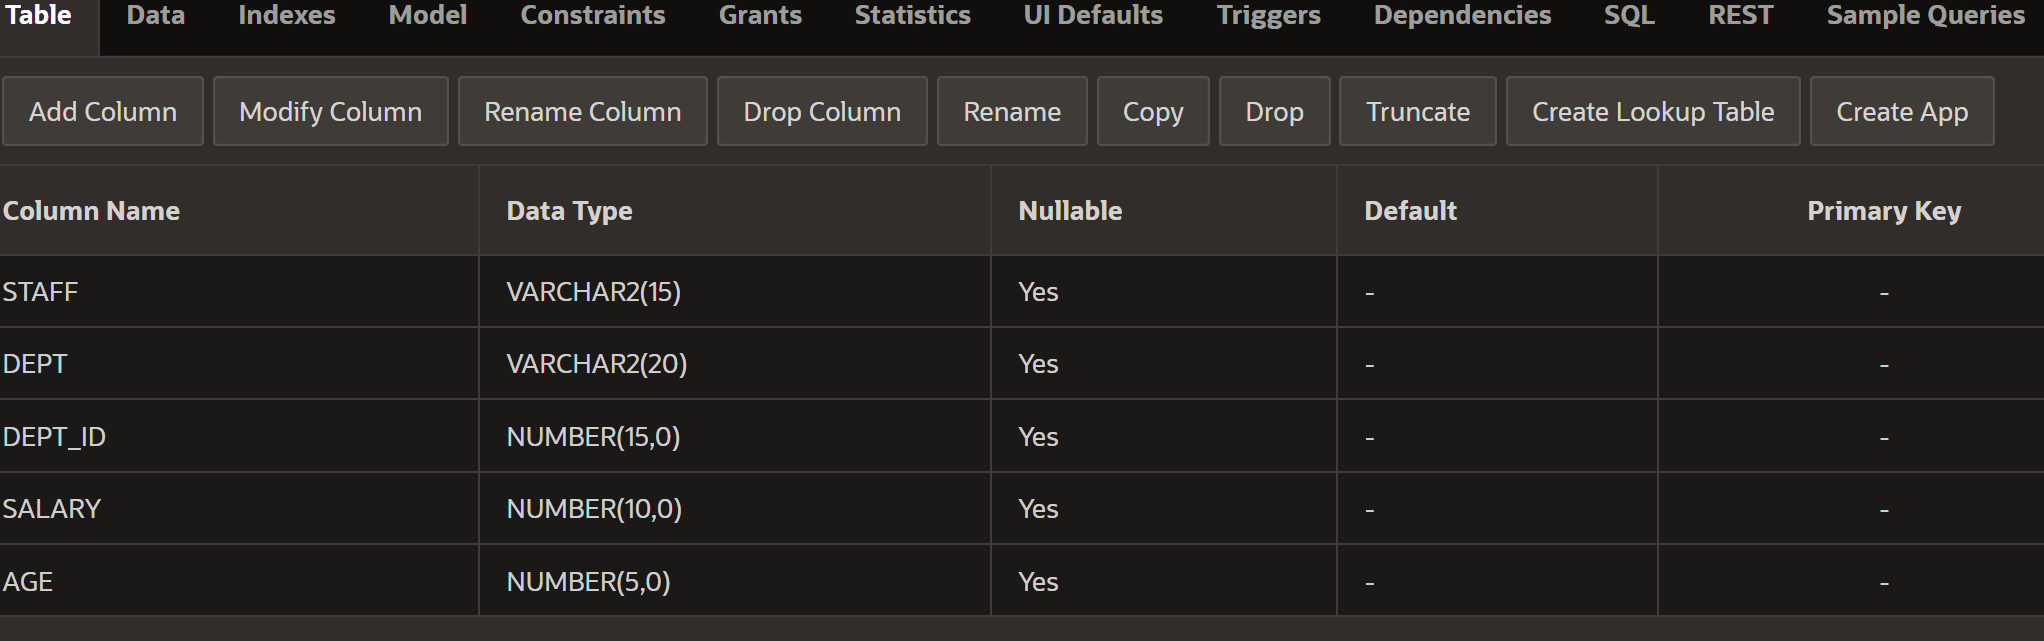 Table Data Indexes Model Constraints Grants Statistics UI Defaults Triggers Dependencies SQL REST Sample Queries
Add Column Modify Column Rename Column Drop Column Rename Copy Drop Truncate Create Lookup Table Create App
Column Name Data Type Nullable Default Primary Key
STAFF VARCHAR2(15) Yes - -
DEPT VARCHAR2(20) Yes - -
DEPT_ID NUMBER(15,0) Yes - -
SALARY NUMBER(10,0) Yes - -
AGE NUMBER(5,0) Yes - -